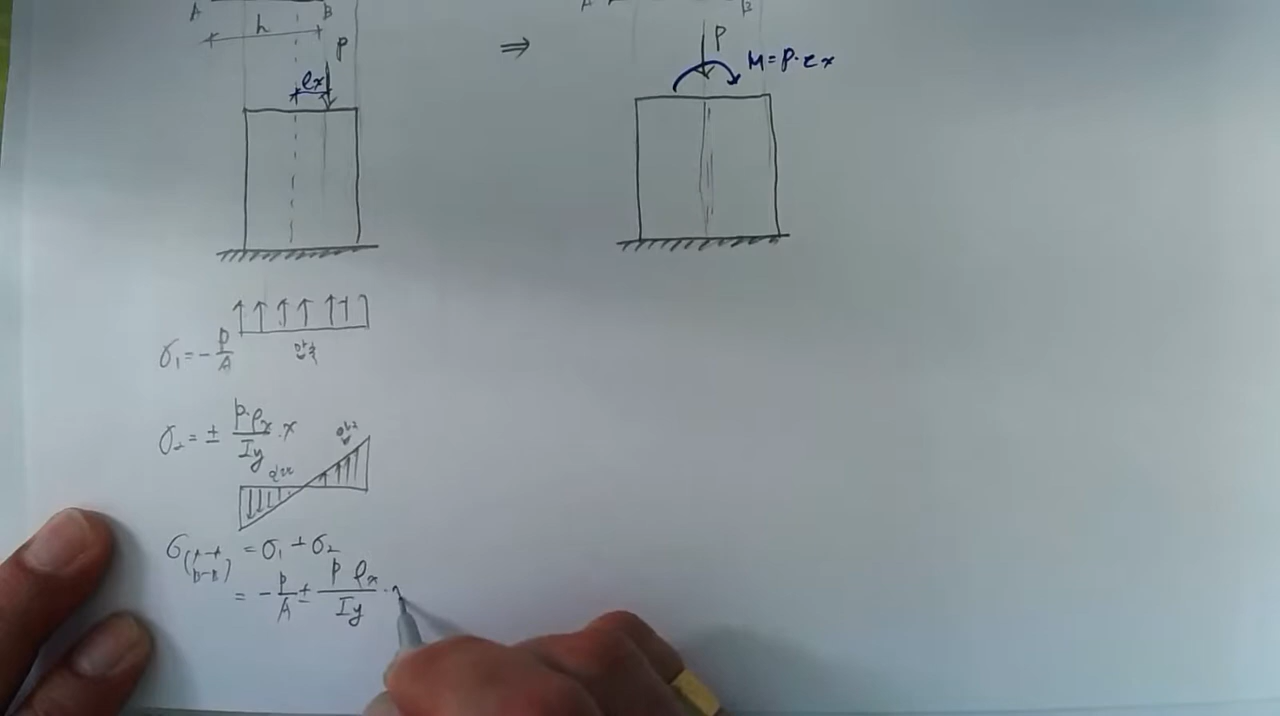 A B
h
P
ex
⇒
B
P
M=P·ex
σ₁=-P/A
압축
σ₂=± P·ex/Iy ·x
압축
인장
σ(A-A B-B) = σ₁ ± σ₂
= -P/A ± P ex/Iy ·